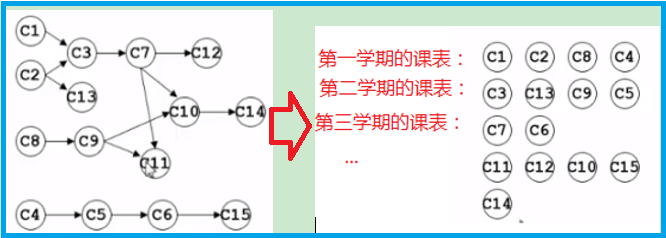 C1
C3 C7 C12
C2
C13
C10 C14
C8 C9
C11
C4 C5 C6 C15
第一学期的课表： C1 C2 C8 C4
第二学期的课表： C3 C13 C9 C5
第三学期的课表： C7 C6
... C11 C12 C10 C15
C14